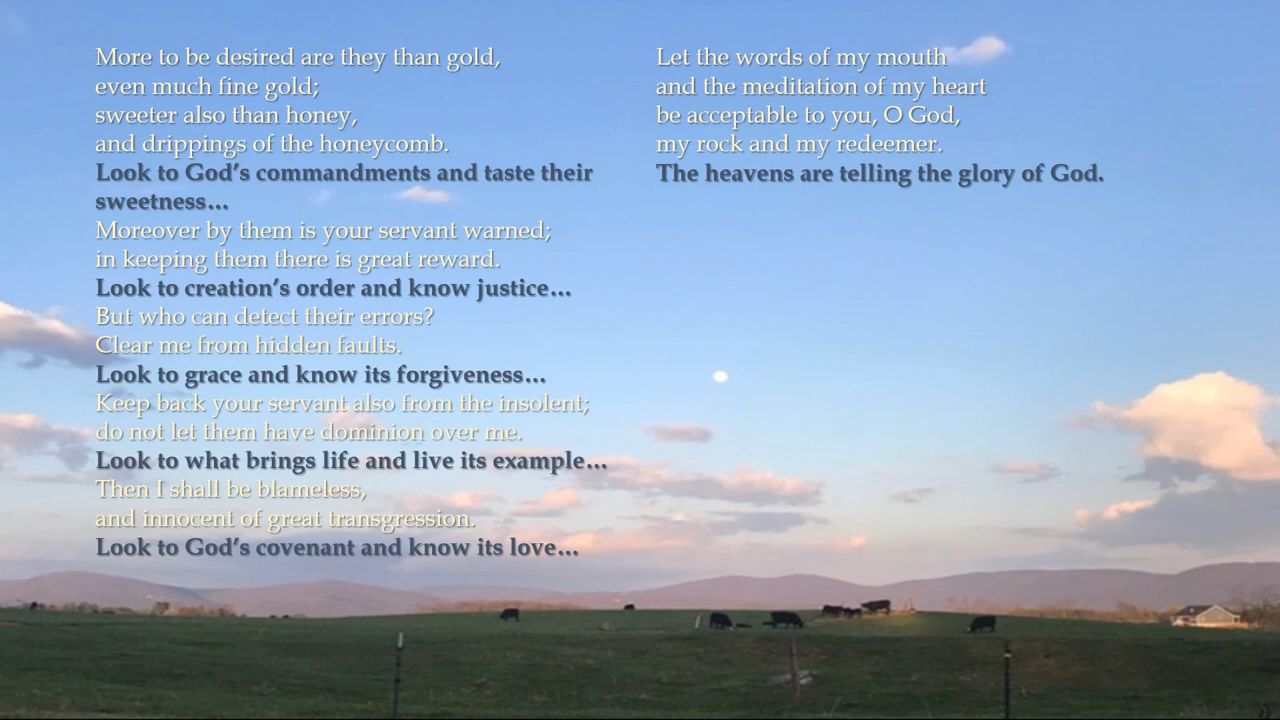 More to be desired are they than gold,
even much fine gold;
sweeter also than honey,
and drippings of the honeycomb.
Look to God’s commandments and taste their
sweetness…
Moreover by them is your servant warned;
in keeping them there is great reward.
Look to creation’s order and know justice…
But who can detect their errors?
Clear me from hidden faults.
Look to grace and know its forgiveness…
Keep back your servant also from the insolent;
do not let them have dominion over me.
Look to what brings life and live its example…
Then I shall be blameless,
and innocent of great transgression.
Look to God’s covenant and know its love…
Let the words of my mouth
and the meditation of my heart
be acceptable to you, O God,
my rock and my redeemer.
The heavens are telling the glory of God.